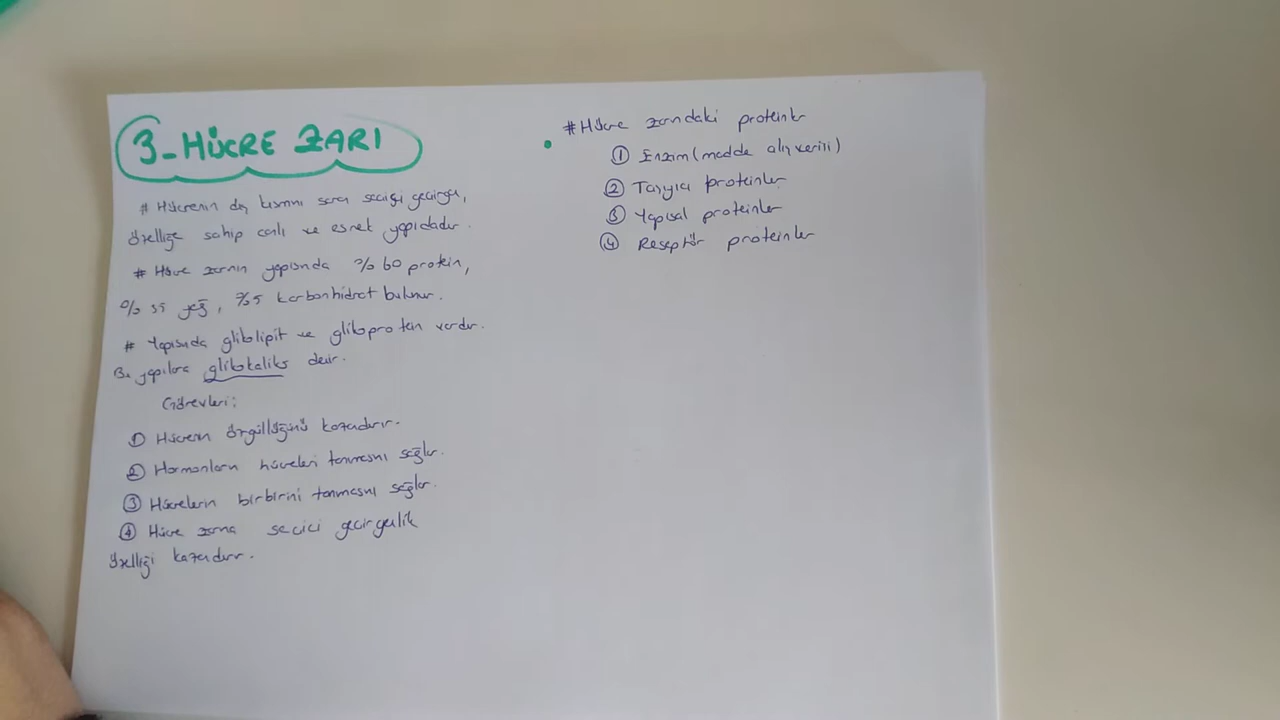 3-HÜCRE ZARI
# Hücrenin dış kısmını saran seçiçi geçirgen,
özelliğe sahip canlı ve esnek yapıdadır.
# Hücre zarının yapısında % 60 protein,
% 35 yağ, %5 karbonhidrat bulunur.
# Yapısında glikolipit ve glikoprotein vardır.
Bu yapılara glikokaliks denir.
Görevleri:
① Hücrenin özgüllüğünü kazandırır.
② Hormonların hücreleri tanımasını sağlar.
③ Hücrelerin birbirini tanımasını sağlar.
④ Hücre zarına seçici geçirgenlik
özelliği kazandırır.
# Hücre zarındaki proteinler
① Enzim (madde alışverişi)
② Taşıyıcı proteinler
③ Yapısal proteinler
④ Reseptör proteinler